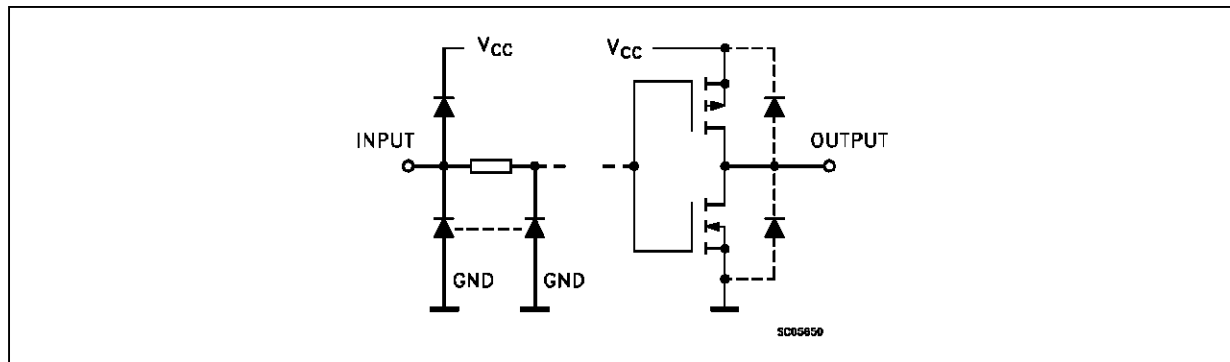 VCC
VCC
INPUT
OUTPUT
GND
GND
SC05650